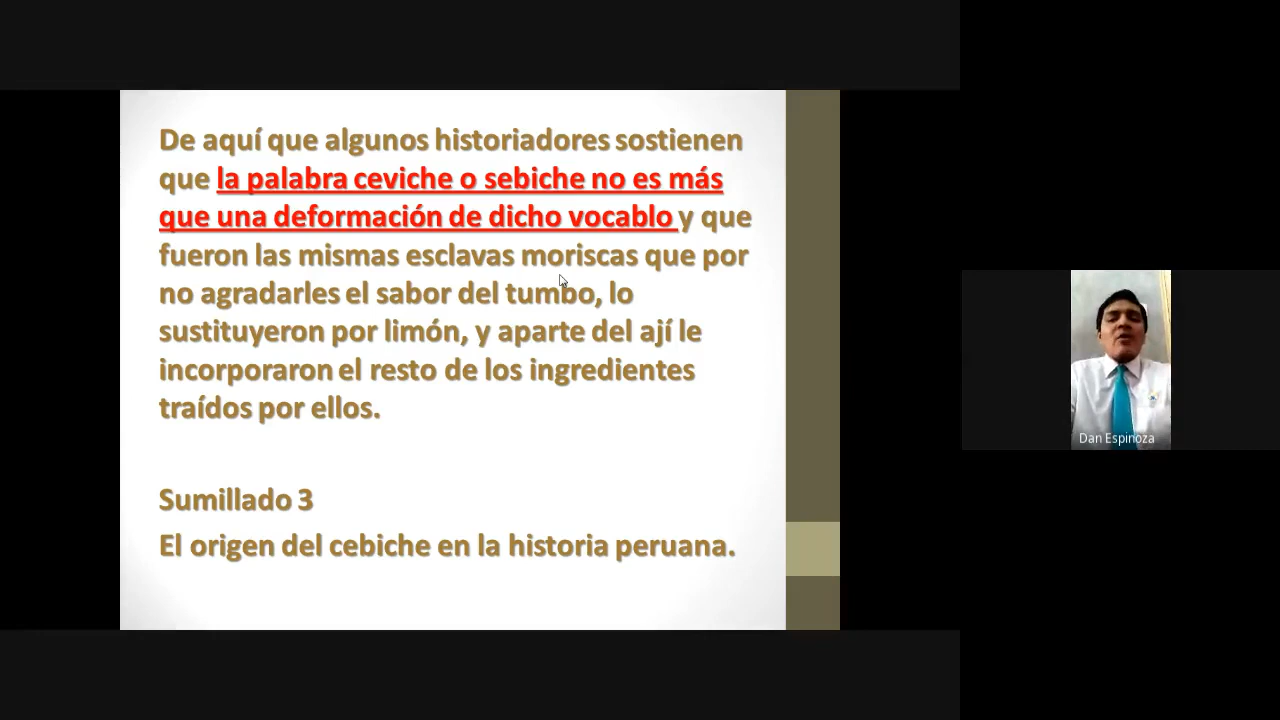 De aquí que algunos historiadores sostienen
que la palabra ceviche o sebiche no es más
que una deformación de dicho vocablo y que
fueron las mismas esclavas moriscas que por
no agradarles el sabor del tumbo, lo
sustituyeron por limón, y aparte del ají le
incorporaron el resto de los ingredientes
traídos por ellos.
Sumillado 3
El origen del cebiche en la historia peruana.
Dan Espinoza